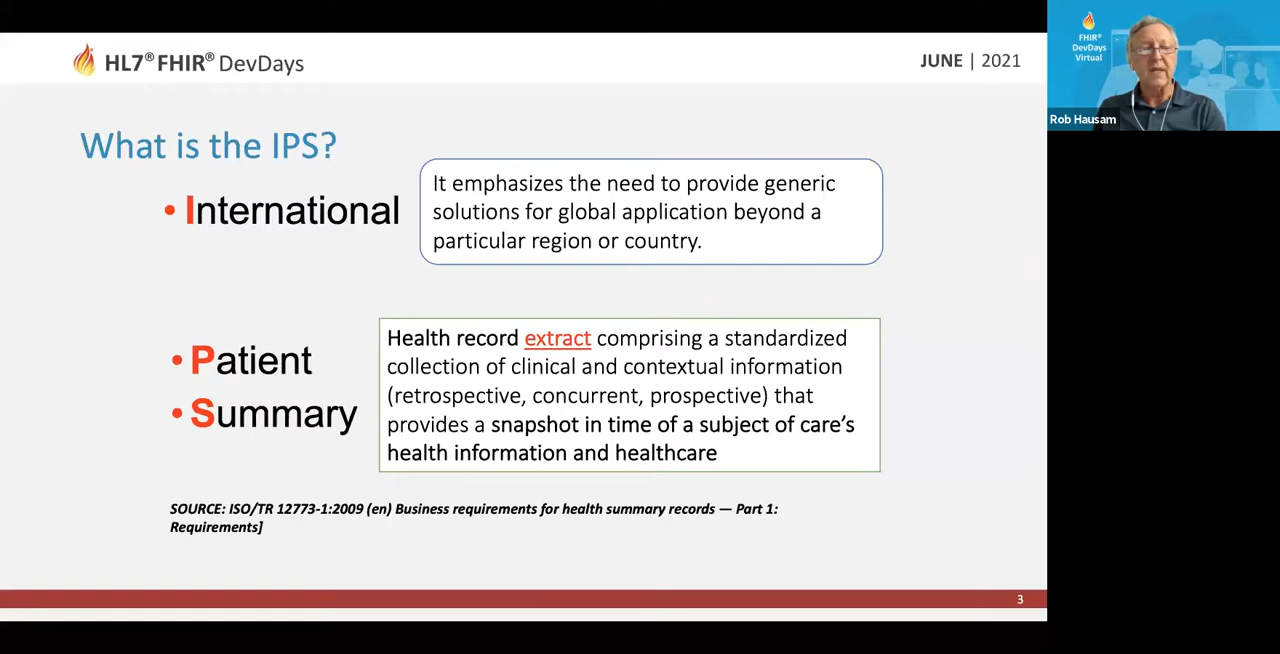 HL7® FHIR® DevDays
JUNE | 2021
FHIR®
DevDays
Virtual
Rob Hausam
What is the IPS?
• International
It emphasizes the need to provide generic
solutions for global application beyond a
particular region or country.
• Patient
• Summary
Health record extract comprising a standardized
collection of clinical and contextual information
(retrospective, concurrent, prospective) that
provides a snapshot in time of a subject of care's
health information and healthcare
SOURCE: ISO/TR 12773-1:2009 (en) Business requirements for health summary records — Part 1:
Requirements]
3